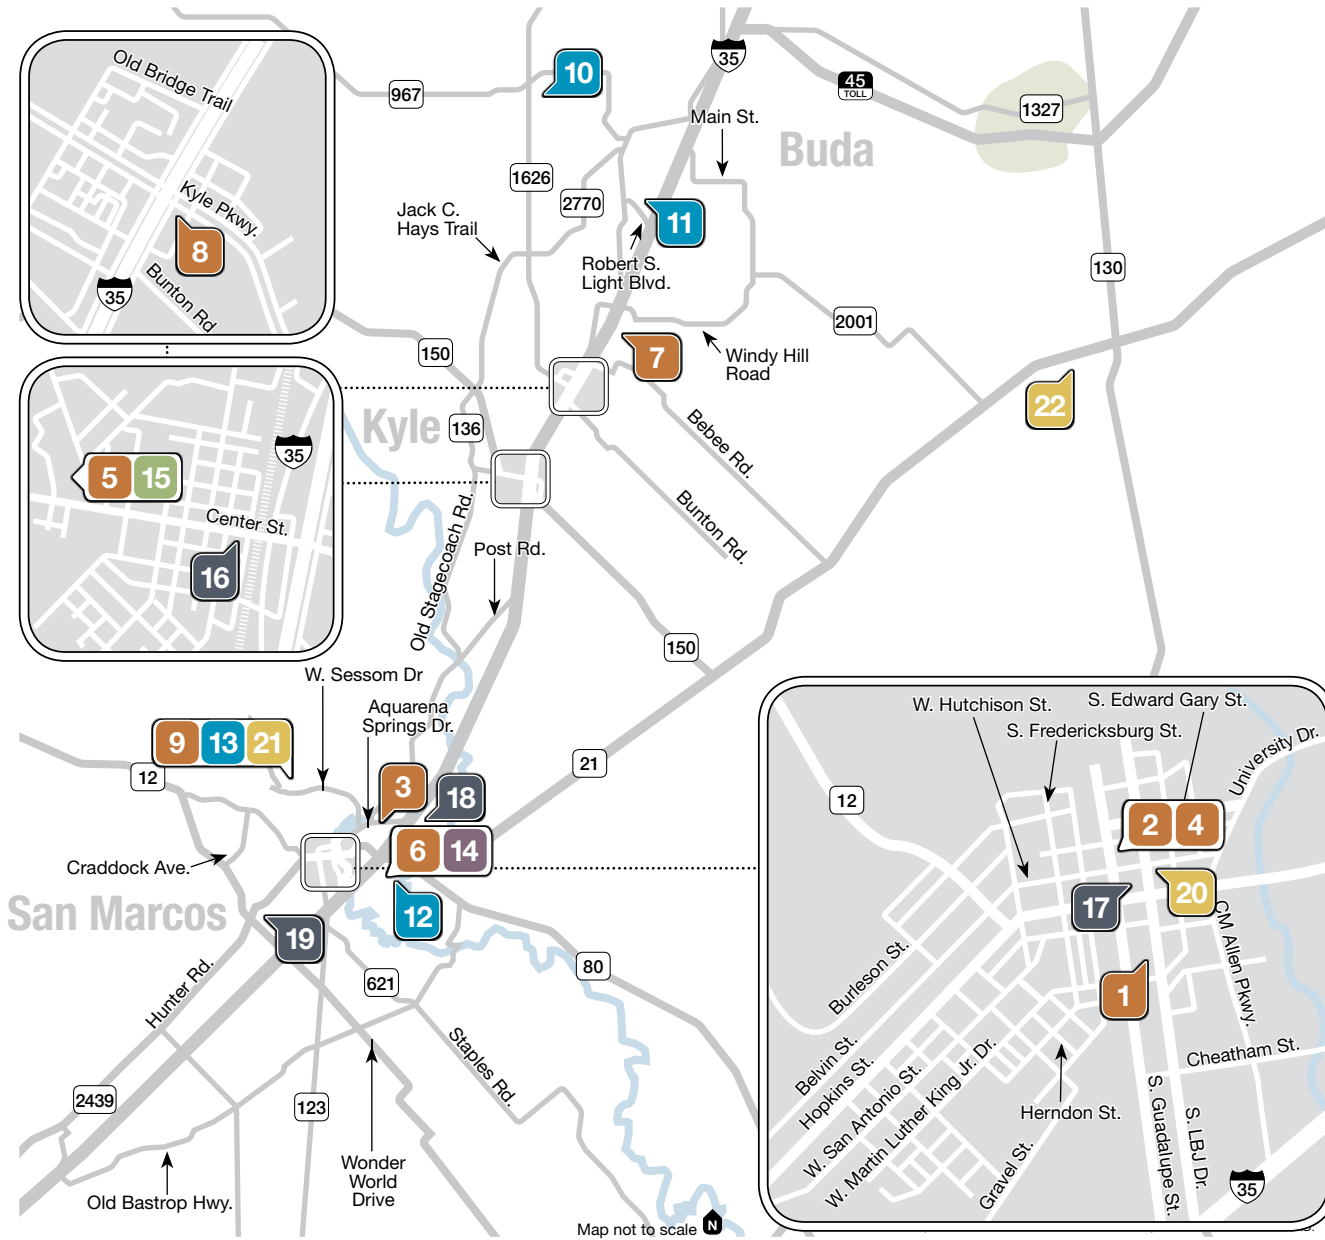 Old Bridge Trail
Kyle Pkwy.
8
Bunton Rd
35
967
10
35
45
TOLL
1327
Main St.
Buda
1626
2770
Jack C.
Hays Trail
11
Robert S.
Light Blvd.
130
2001
150
7
Windy Hill
Road
22
Kyle
136
Bebee Rd.
Bunton Rd.
35
5 15
Center St.
16
Old Stagecoach Rd.
Post Rd.
150
W. Sessom Dr
Aquarena
Springs Dr.
9 13 21
12
3
18
21
6 14
Craddock Ave.
San Marcos
12
19
80
621
Hunter Rd.
Staples Rd.
2439
123
Wonder
World
Drive
Old Bastrop Hwy.
Map not to scale N
W. Hutchison St.
S. Edward Gary St.
S. Fredericksburg St.
University Dr.
12
2 4
20
17
CM Allen Pkwy.
Burleson St.
1
Belvin St.
Hopkins St.
W. San Antonio St.
W. Martin Luther King Jr. Dr.
Herndon St.
Cheatham St.
Gravel St.
S. Guadalupe St.
S. LBJ Dr.
35